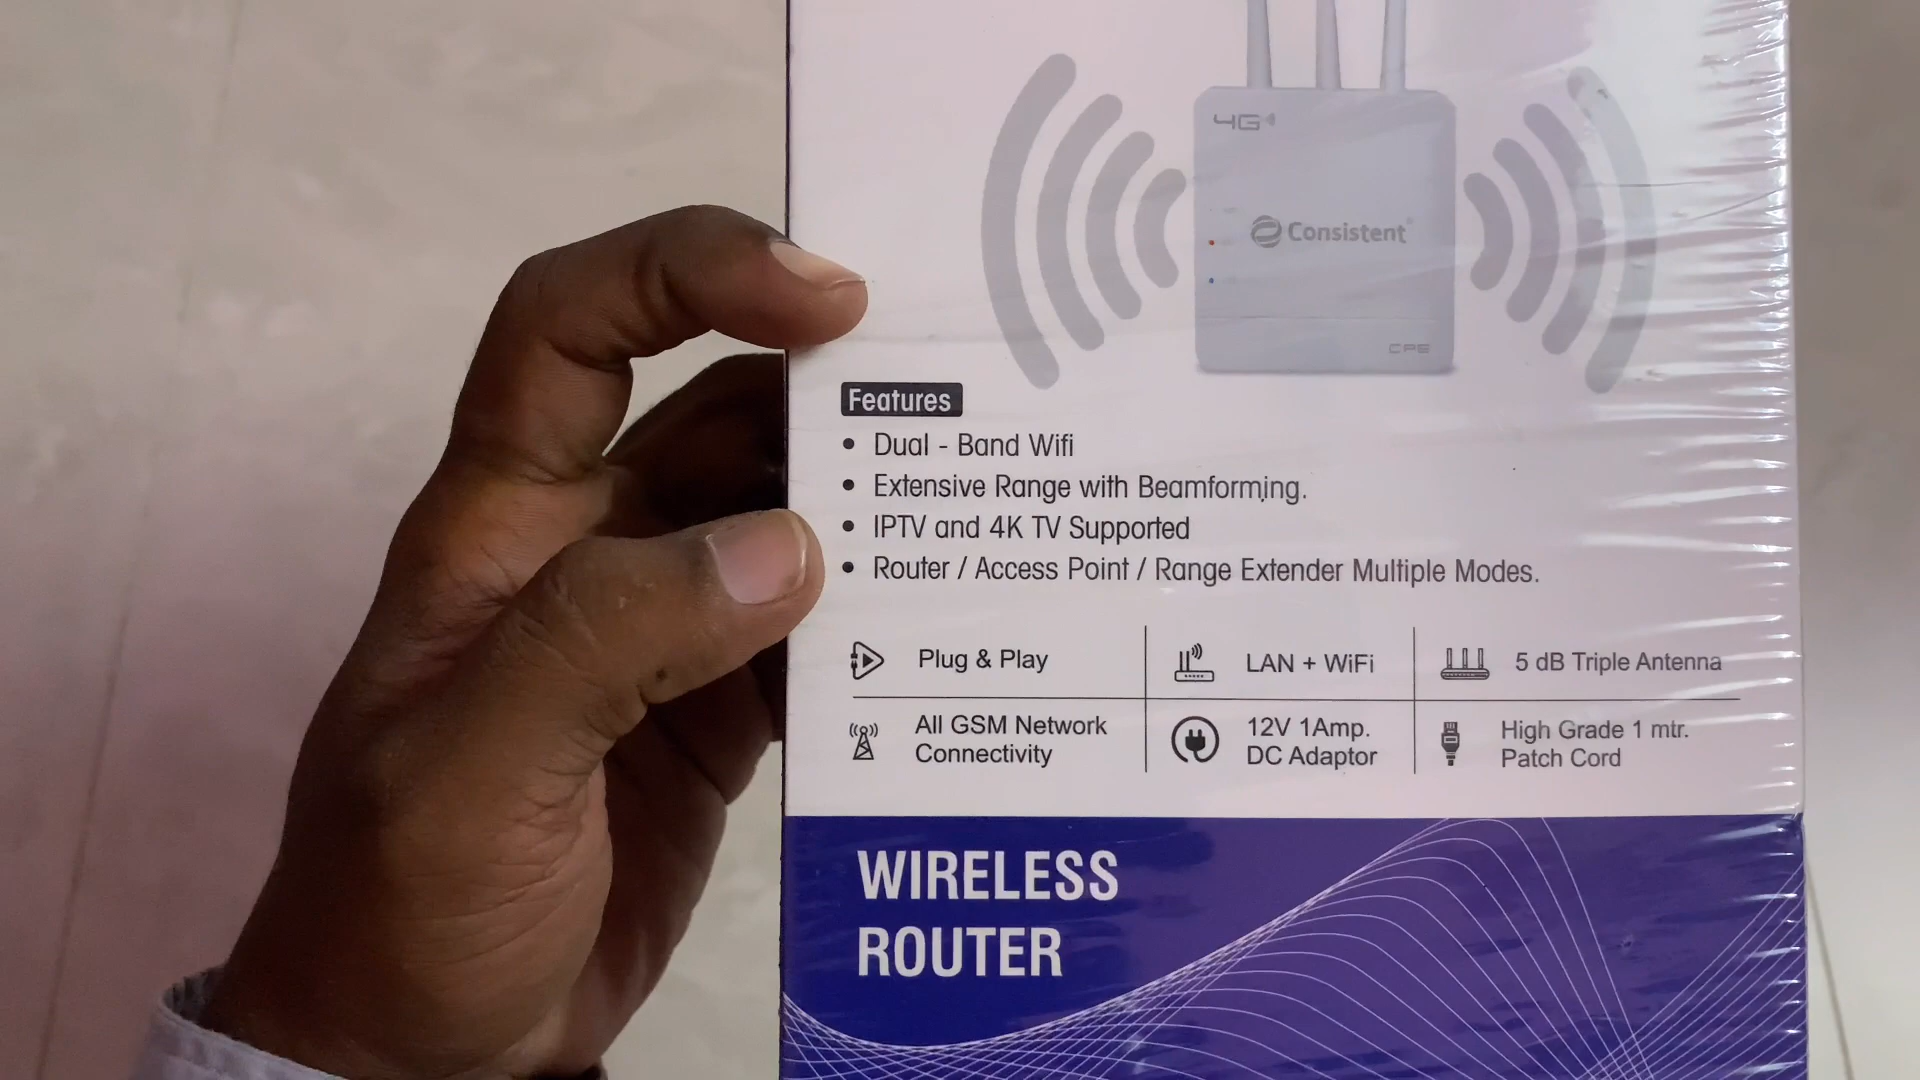 4G
Consistent
CPE
Features
• Dual - Band Wifi
• Extensive Range with Beamforming.
• IPTV and 4K TV Supported
• Router / Access Point / Range Extender Multiple Modes.
Plug & Play
LAN + WiFi
5 dB Triple Antenna
All GSM Network
Connectivity
12V 1Amp.
DC Adaptor
High Grade 1 mtr.
Patch Cord
WIRELESS
ROUTER